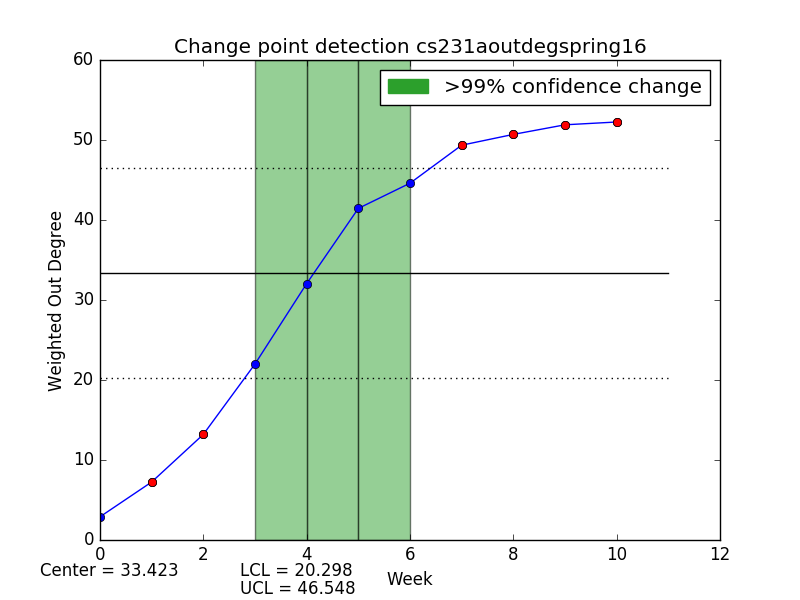 Change point detection cs231aoutdegspring16
>99% confidence change
Weighted Out Degree
60
50
40
30
20
10
0
0 2 4 6 8 10 12
Week
Center = 33.423
LCL = 20.298
UCL = 46.548